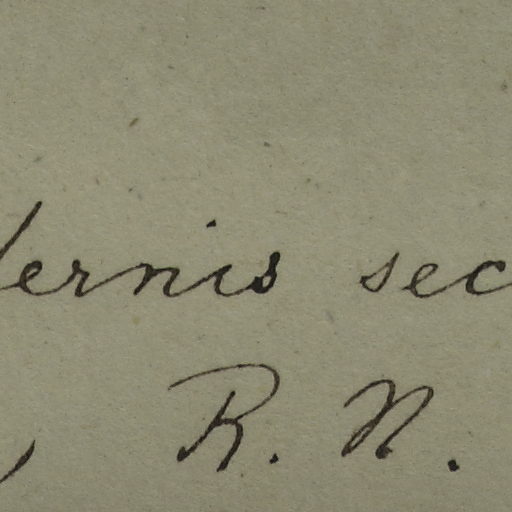 ernis sec
, R. N.